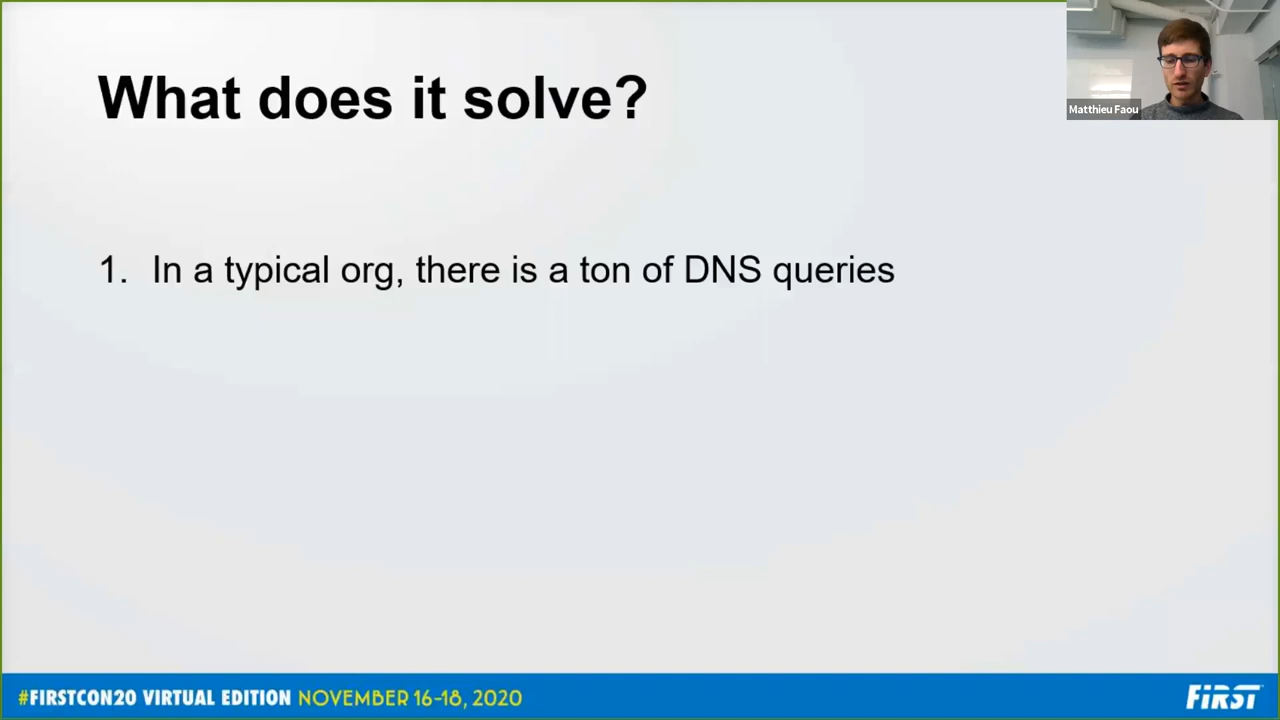 What does it solve?
Matthieu Faou
1. In a typical org, there is a ton of DNS queries
#FIRSTCON20 VIRTUAL EDITION NOVEMBER 16-18, 2020
FIRST